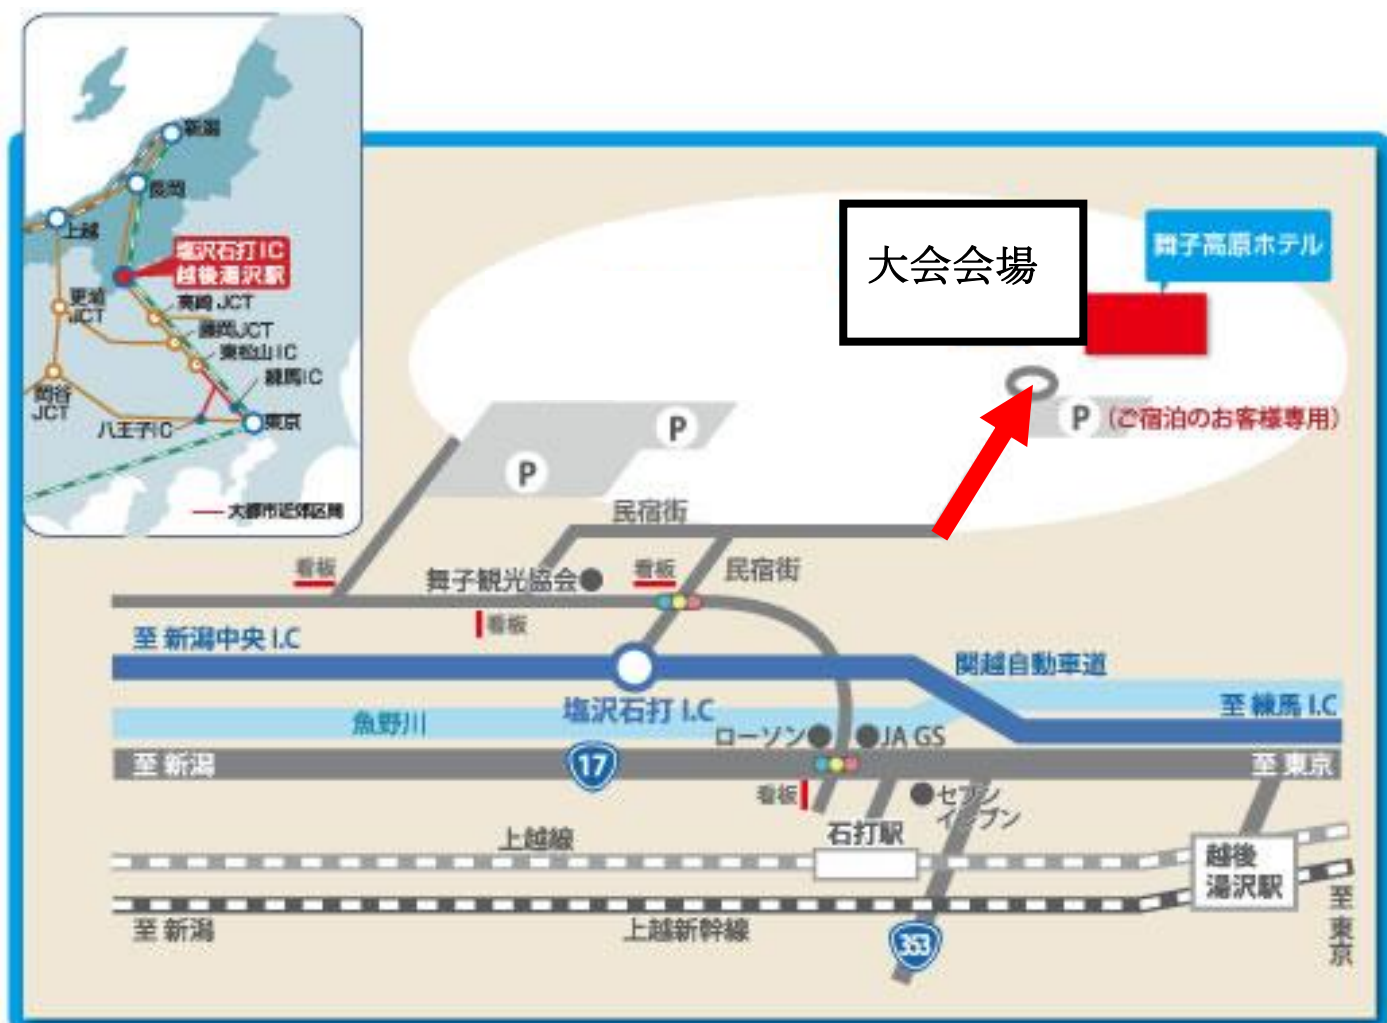 新潟
長岡
上越
塩沢石打IC
越後湯沢駅
更埴
JCT
高崎JCT
藤岡JCT
東松山IC
練馬IC
岡谷
JCT
八王子IC
東京
大都市近郊区間
大会会場
舞子高原ホテル
P
(ご宿泊のお客様専用)
P
P
民宿街
看板
舞子観光協会
看板
民宿街
看板
至 新潟中央 I.C
関越自動車道
塩沢石打 I.C
至 練馬 I.C
魚野川
ローソン
JA GS
至 新潟
17
至 東京
看板
セブン
イレブン
上越線
石打駅
越後
湯沢駅
至 新潟
上越新幹線
353
至 東京